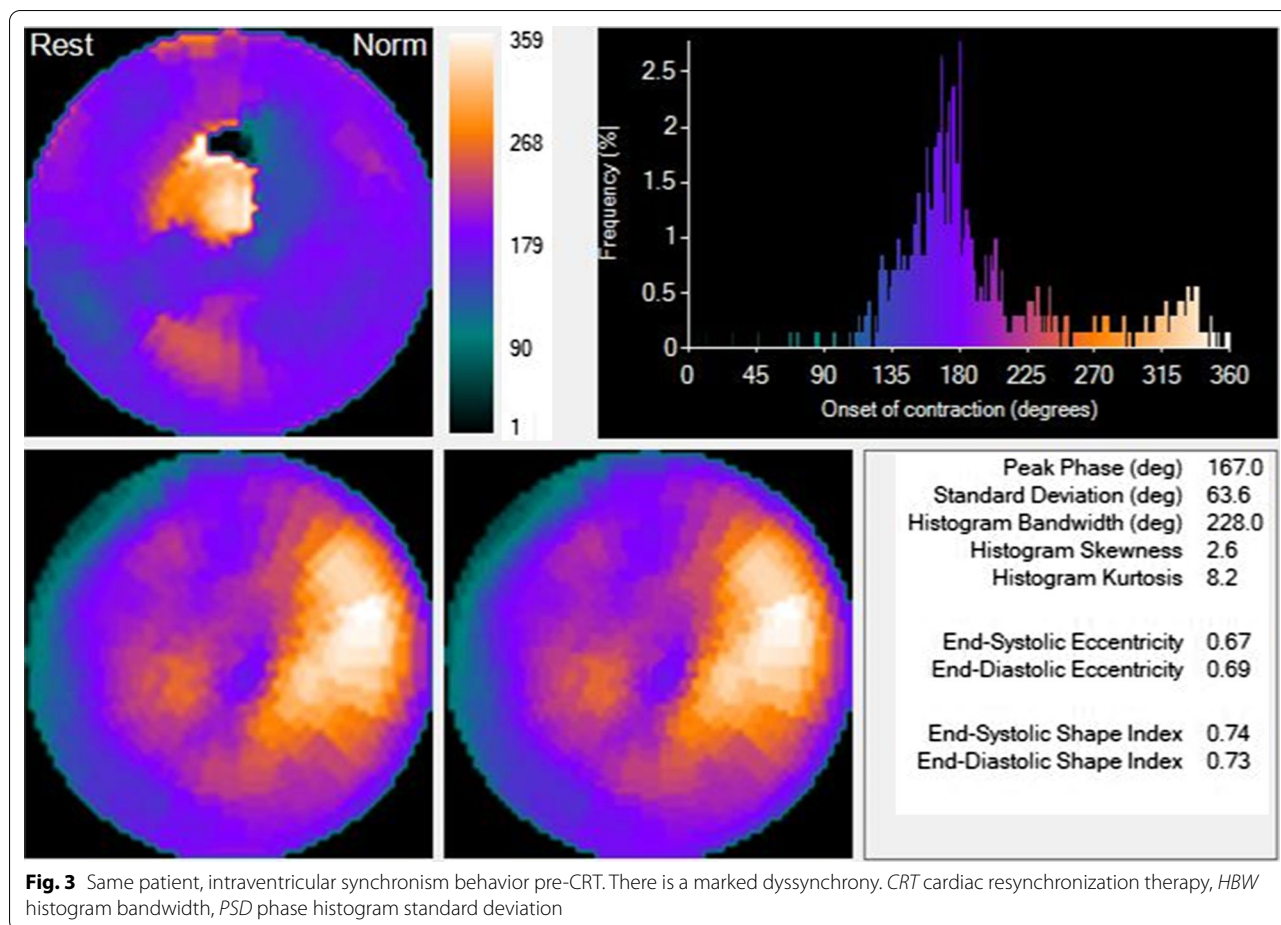 Rest Norm
359
268
179
90
1
Frequency (%|
2.5
2
1.5
1
0.5
0
0 45 90 135 180 225 270 315 360
Onset of contraction (degrees)
Peak Phase (deg) 167.0
Standard Deviation (deg) 63.6
Histogram Bandwidth (deg) 228.0
Histogram Skewness 2.6
Histogram Kurtosis 8.2
End-Systolic Eccentricity 0.67
End-Diastolic Eccentricity 0.69
End-Systolic Shape Index 0.74
End-Diastolic Shape Index 0.73
Fig. 3 Same patient, intraventricular synchronism behavior pre-CRT. There is a marked dyssynchrony. CRT cardiac resynchronization therapy, HBW
histogram bandwidth, PSD phase histogram standard deviation